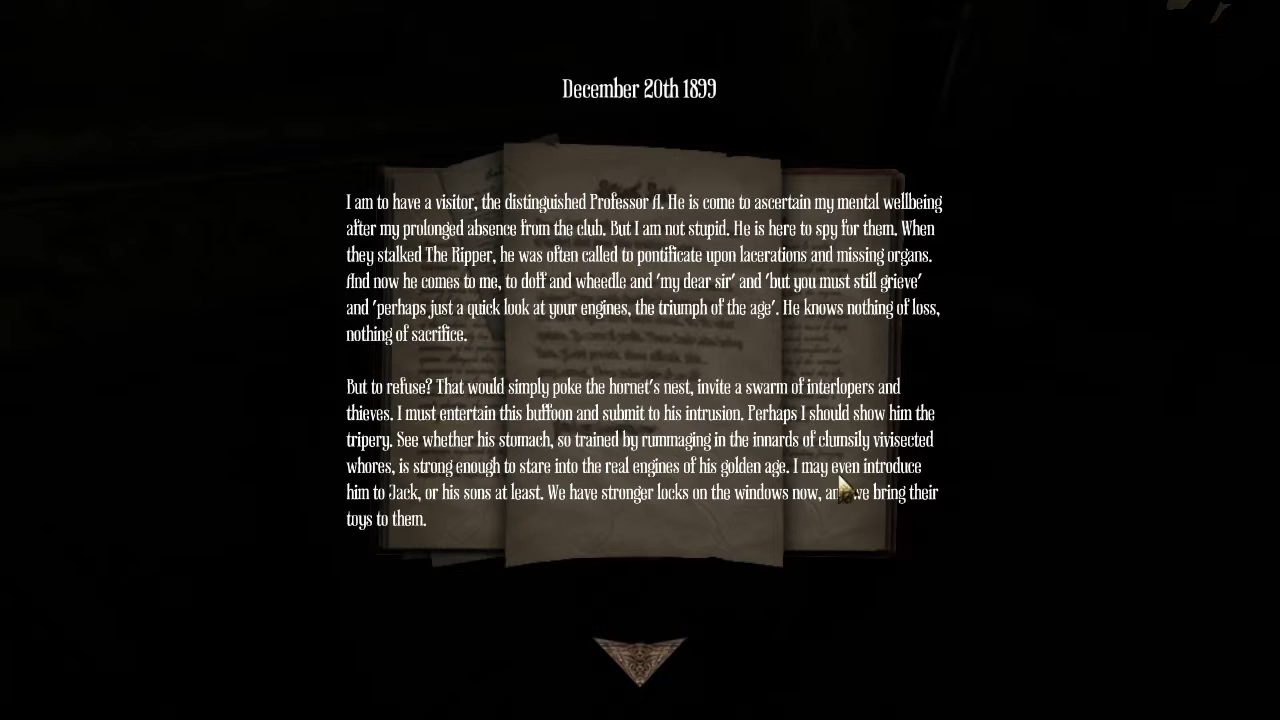 December 20th 1899
I am to have a visitor, the distinguished Professor A. He is come to ascertain my mental wellbeing
after my prolonged absence from the club. But I am not stupid. He is here to spy for them. When
they stalked The Ripper, he was often called to pontificate upon lacerations and missing organs.
And now he comes to me, to doff and wheedle and 'my dear sir' and 'but you must still grieve'
and 'perhaps just a quick look at your engines, the triumph of the age'. He knows nothing of loss,
nothing of sacrifice.
But to refuse? That would simply poke the hornet's nest, invite a swarm of interlopers and
thieves. I must entertain this buffoon and submit to his intrusion. Perhaps I should show him the
tripery. See whether his stomach, so trained by rummaging in the innards of clumsily vivisected
whores, is strong enough to stare into the real engines of his golden age. I may even introduce
him to Jack, or his sons at least. We have stronger locks on the windows now, bring their
toys to them.